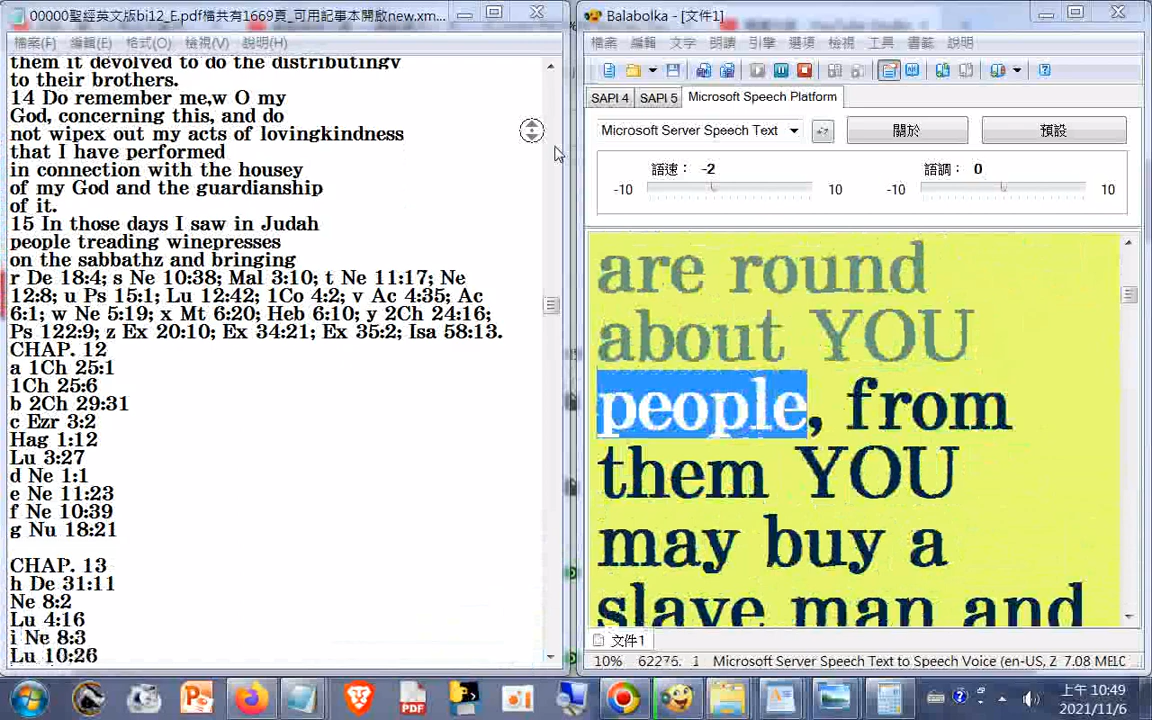 00000聖經英文版bi12_E.pdf檔共有1669頁_可用記事本開啟new.xm...
檔案(F) 編輯(E) 格式(O) 檢視(V) 說明(H)
them it devolved to do the distributingy
to their brothers.
14 Do remember me,w O my
God, concerning this, and do
not wipex out my acts of lovingkindness
that I have performed
in connection with the housey
of my God and the guardianship
of it.
15 In those days I saw in Judah
people treading winepresses
on the sabbathz and bringing
r De 18:4; s Ne 10:38; Mal 3:10; t Ne 11:17; Ne
12:8; u Ps 15:1; Lu 12:42; 1Co 4:2; v Ac 4:35; Ac
6:1; w Ne 5:19; x Mt 6:20; Heb 6:10; y 2Ch 24:16;
Ps 122:9; z Ex 20:10; Ex 34:21; Ex 35:2; Isa 58:13.
CHAP. 12
a 1Ch 25:1
1Ch 25:6
b 2Ch 29:31
c Ezr 3:2
Hag 1:12
Lu 3:27
d Ne 1:1
e Ne 11:23
f Ne 10:39
g Nu 18:21
CHAP. 13
h De 31:11
Ne 8:2
Lu 4:16
i Ne 8:3
Lu 10:26
Balabolka - [文件1]
檔案 編輯 文字 朗讀 引擎 選項 檢視 工具 書籤 說明
SAPI 4 SAPI 5 Microsoft Speech Platform
Microsoft Server Speech Text 關於 預設
語速: -2 語調: 0
-10 10 -10 10
are round
about YOU
people, from
them YOU
may buy a
slave man and
文件1
10% 62275: 1 Microsoft Server Speech Text to Speech Voice (en-US, Z 7.08 МЕLС
PDF
上午 10:49
2021/11/6